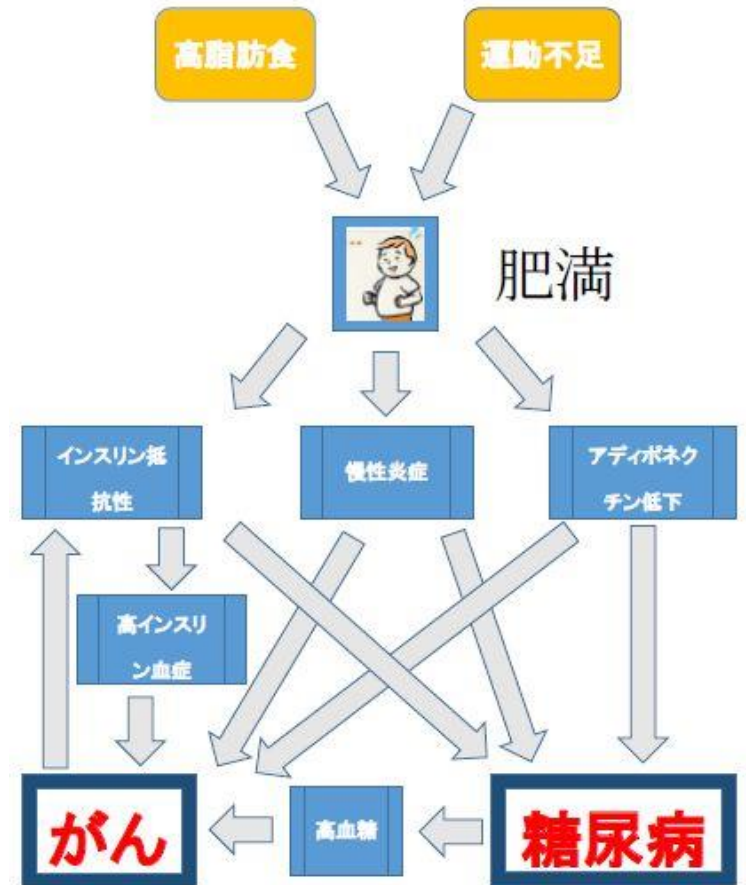 高脂肪食
運動不足
肥満
インスリン抵
抗性
慢性炎症
アディポネク
チン低下
高インスリ
ン血症
がん
高血糖
糖尿病